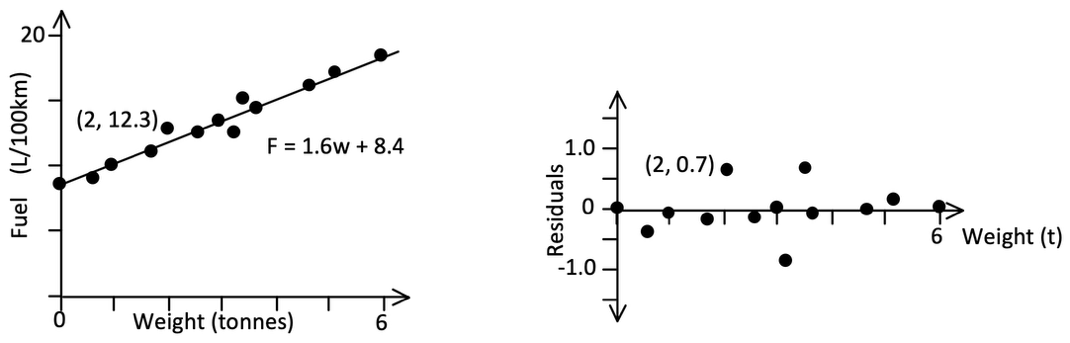 20
Fuel (L/100km)
(2, 12.3)
F = 1.6w + 8.4
0
Weight (tonnes)
6
Residuals
1.0
(2, 0.7)
0
-1.0
6
Weight (t)